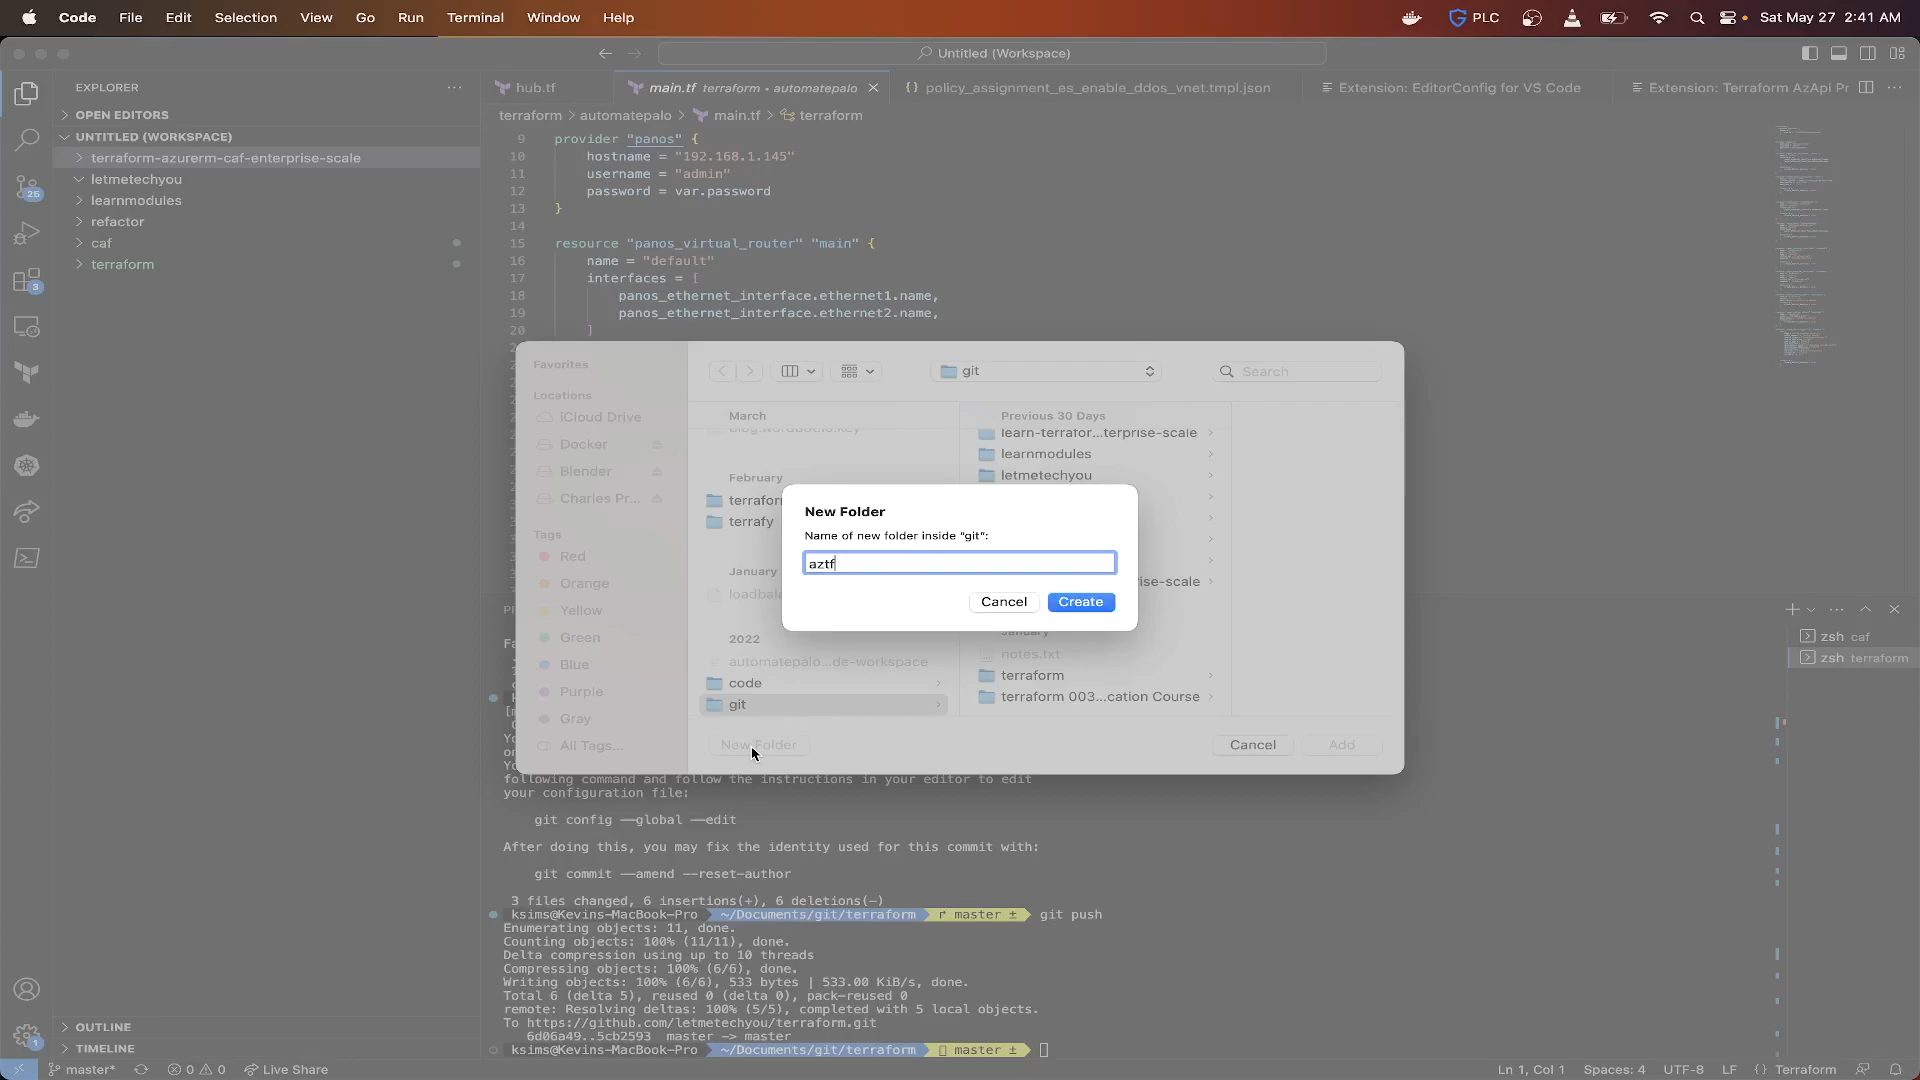 Code File Edit Selection View Go Run Terminal Window Help
PLC Sat May 27 2:41 AM
Untitled (Workspace)
EXPLORER
OPEN EDITORS
UNTITLED (WORKSPACE)
terraform-azurerm-caf-enterprise-scale
letmetechyou
learnmodules
refactor
caf
terraform
OUTLINE
TIMELINE
26
3
1
hub.tf
main.tf terraform • automatepalo
policy_assignment_es_enable_ddos_vnet.tmpl.json
Extension: EditorConfig for VS Code
Extension: Terraform AzApi Pr
terraform > automatepalo > main.tf > terraform
9 provider "panos" {
10 hostname = "192.168.1.145"
11 username = "admin"
12 password = var.password
13 }
14
15 resource "panos_virtual_router" "main" {
16 name = "default"
17 interfaces = [
18 panos_ethernet_interface.ethernet1.name,
19 panos_ethernet_interface.ethernet2.name,
20 ]
Favorites
Locations
iCloud Drive
Docker
Blender
Charles Pr...
Tags
Red
Orange
Yellow
Green
Blue
Purple
Gray
All Tags...
git
Search
March
blog.wordboeld.key
February
terrafor
terrafy
January
loadbal
2022
automatepalo...de-workspace
code
git
Previous 30 Days
learn-terrafor...terprise-scale
learnmodules
letmetechyou
rise-scale
January
notes.txt
terraform
terraform 003...cation Course
New Folder
Cancel
Add
New Folder
Name of new folder inside "git":
aztf
Cancel
Create
following command and follow the instructions in your editor to edit
your configuration file:
git config --global --edit
After doing this, you may fix the identity used for this commit with:
git commit --amend --reset-author
3 files changed, 6 insertions(+), 6 deletions(-)
ksims@Kevins-MacBook-Pro ~/Documents/git/terraform master ± git push
Enumerating objects: 11, done.
Counting objects: 100% (11/11), done.
Delta compression using up to 10 threads
Compressing objects: 100% (6/6), done.
Writing objects: 100% (6/6), 533 bytes | 533.00 KiB/s, done.
Total 6 (delta 5), reused 0 (delta 0), pack-reused 0
remote: Resolving deltas: 100% (5/5), completed with 5 local objects.
To https://github.com/letmetechyou/terraform.git
6d06a49..5cb2593 master -> master
ksims@Kevins-MacBook-Pro ~/Documents/git/terraform master ±
zsh caf
zsh terraform
master* 0 0 Live Share
Ln 1, Col 1 Spaces: 4 UTF-8 LF {} Terraform